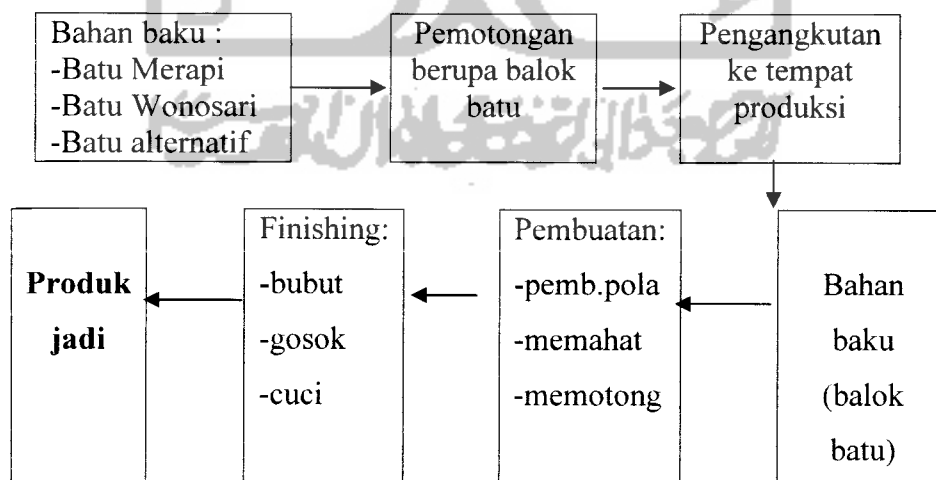 Bahan baku :
-Batu Merapi
-Batu Wonosari
-Batu alternatif
Pemotongan
berupa balok
batu
Pengangkutan
ke tempat
produksi
Bahan
baku
(balok
batu)
Pembuatan:
-pemb.pola
-memahat
-memotong
Finishing:
-bubut
-gosok
-cuci
Produk
jadi